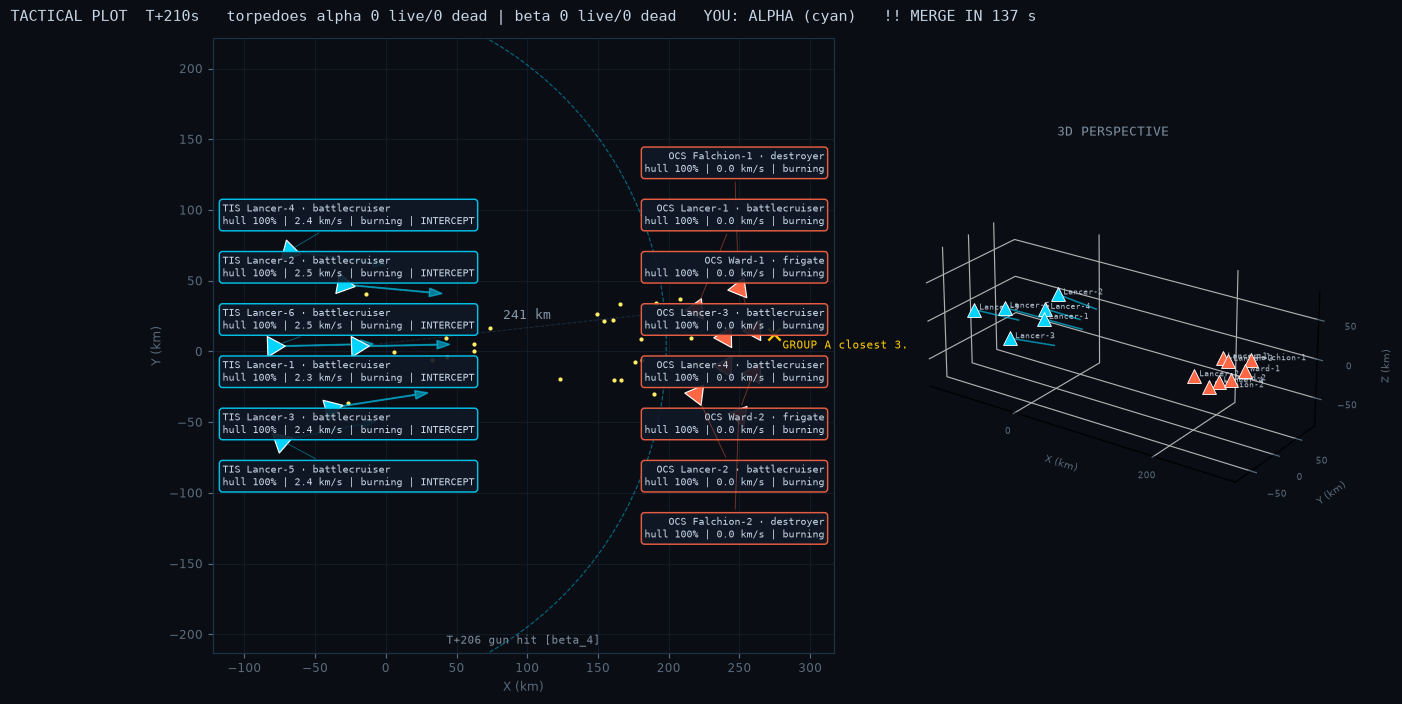 TACTICAL PLOT T+210s torpedoes alpha 0 live/0 dead | beta 0 live/0 dead YOU: ALPHA (cyan) !! MERGE IN 137 s
3D PERSPECTIVE
OCS Falchion-1 · destroyer
hull 100% | 0.0 km/s | burning
TIS Lancer-4 · battlecruiser
hull 100% | 2.4 km/s | burning | INTERCEPT
OCS Lancer-1 · battlecruiser
hull 100% | 0.0 km/s | burning
TIS Lancer-2 · battlecruiser
hull 100% | 2.5 km/s | burning | INTERCEPT
OCS Ward-1 · frigate
hull 100% | 0.0 km/s | burning
TIS Lancer-6 · battlecruiser
hull 100% | 2.5 km/s | burning | INTERCEPT
241 km
OCS Lancer-3 · battlecruiser
hull 100% | 0.0 km/s | burning
GROUP A closest 3.
TIS Lancer-1 · battlecruiser
hull 100% | 2.3 km/s | burning | INTERCEPT
OCS Lancer-4 · battlecruiser
hull 100% | 0.0 km/s | burning
TIS Lancer-3 · battlecruiser
hull 100% | 2.4 km/s | burning | INTERCEPT
OCS Ward-2 · frigate
hull 100% | 0.0 km/s | burning
TIS Lancer-5 · battlecruiser
hull 100% | 2.4 km/s | burning | INTERCEPT
OCS Lancer-2 · battlecruiser
hull 100% | 0.0 km/s | burning
OCS Falchion-2 · destroyer
hull 100% | 0.0 km/s | burning
T+206 gun hit [beta_4]
200
150
100
50
0
−50
−100
−150
−200
Y (km)
−100
−50
0
50
100
150
200
250
300
X (km)
Lancer-2
Lancer-4
Lancer-1
Lancer-3
0
200
X (km)
−50
0
50
Y (km)
50
0
−50
Z (km)